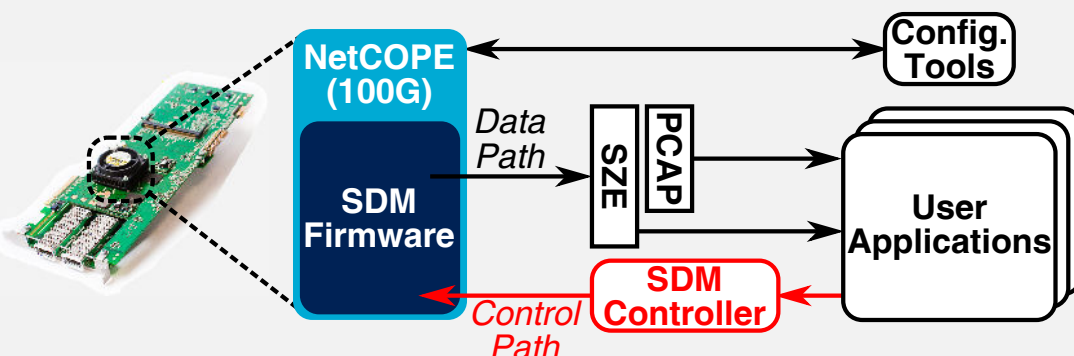 NetCOPE
(100G)
SDM
Firmware
Data
Path
SZE
PCAP
Config.
Tools
User
Applications
SDM
Controller
Control
Path